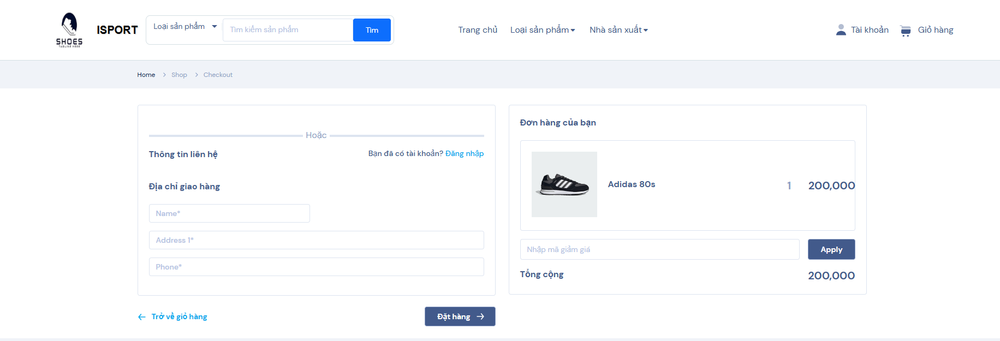 SHOES
TAGLINE HERE
ISPORT
Loại sản phẩm
Tìm kiếm sản phẩm
Tìm
Trang chủ
Loại sản phẩm
Nhà sản xuất
Tài khoản
Giỏ hàng
Home > Shop > Checkout
Hoặc
Thông tin liên hệ
Bạn đã có tài khoản? Đăng nhập
Địa chỉ giao hàng
Name*
Address 1*
Phone*
Trở về giỏ hàng
Đặt hàng
Đơn hàng của bạn
Adidas 80s
1
200,000
Nhập mã giảm giá
Apply
Tổng cộng
200,000